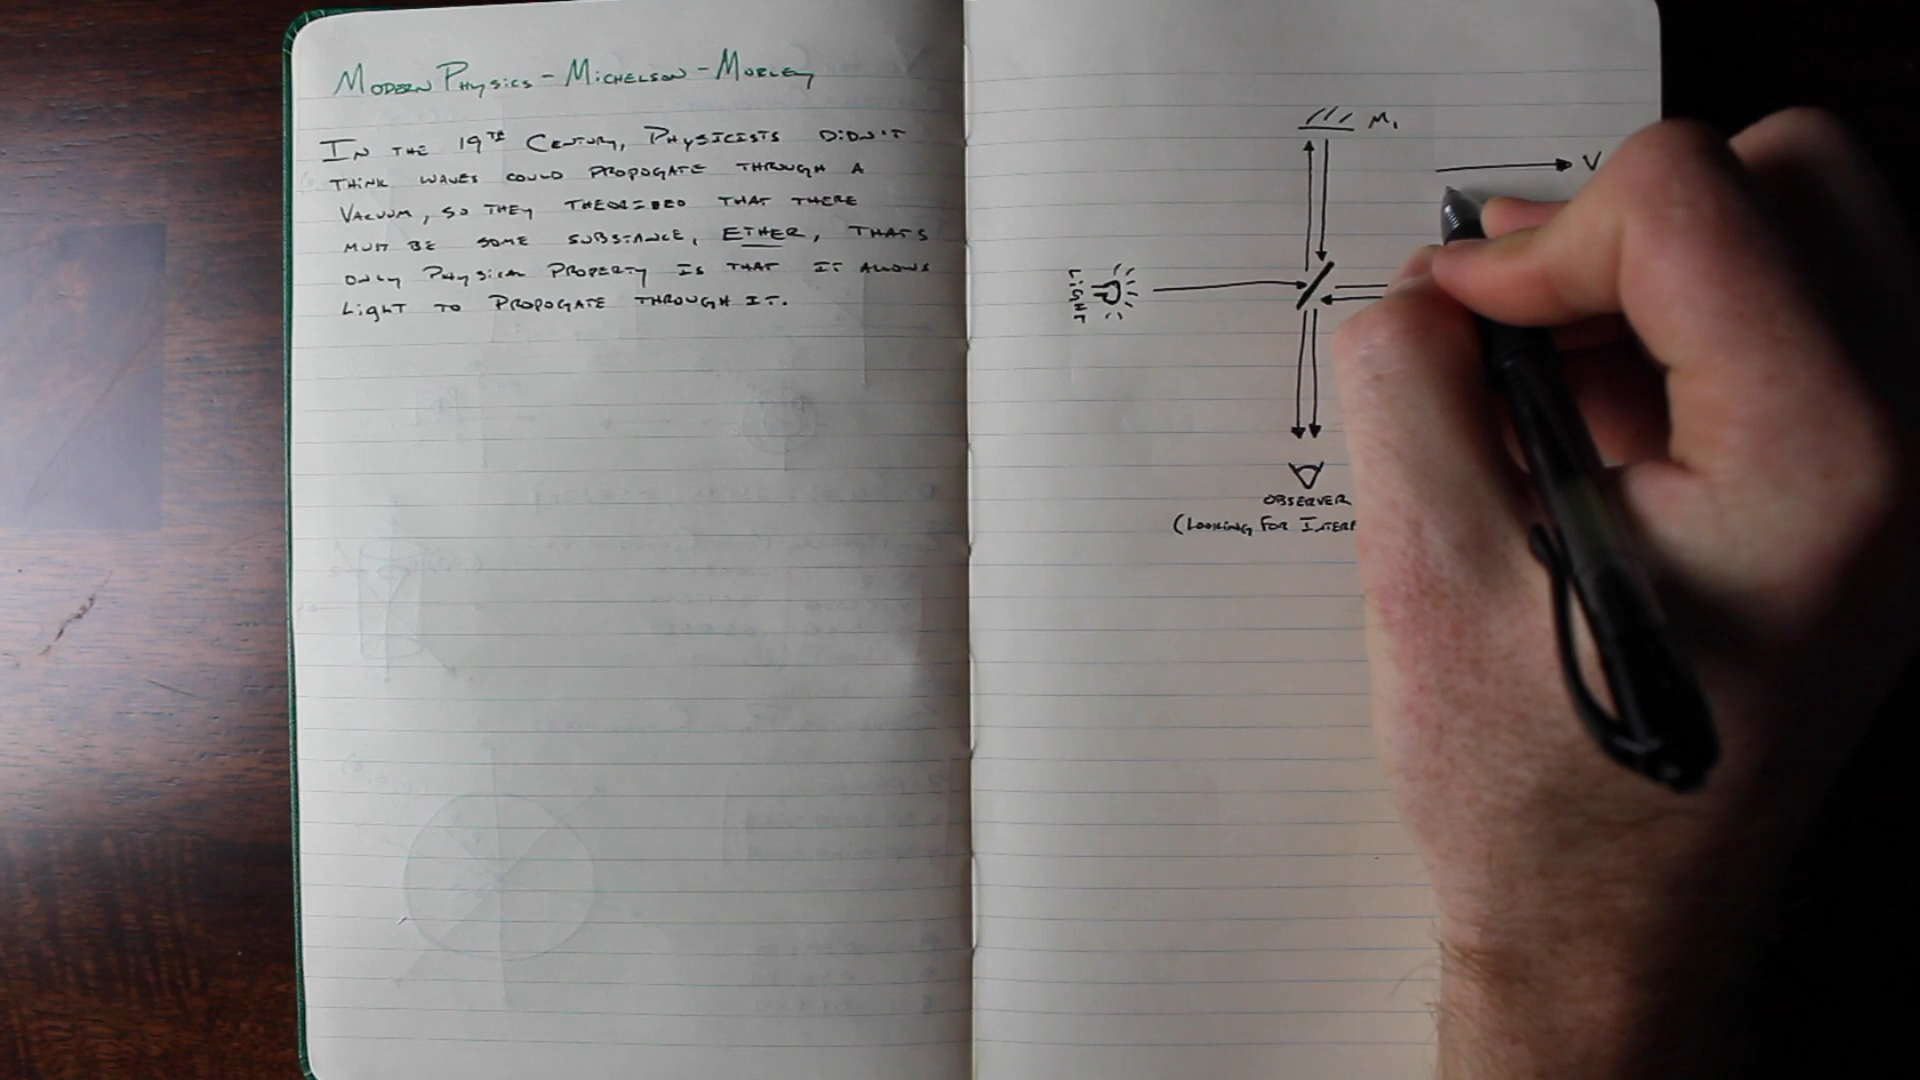 MODERN PHYSICS - MICHELSON - MORLEY
IN THE 19TH CENTURY, PHYSICISTS DIDN'T
THINK WAVES COULD PROPOGATE THROUGH A
VACUUM, SO THEY THEORIZED THAT THERE
MUST BE SOME SUBSTANCE, ETHER, THATS
ONLY PHYSICAL PROPERTY IS THAT IT ALLOWS
LIGHT TO PROPOGATE THROUGH IT.
M1
V
LIGHT
OBSERVER
(LOOKING FOR INTERF